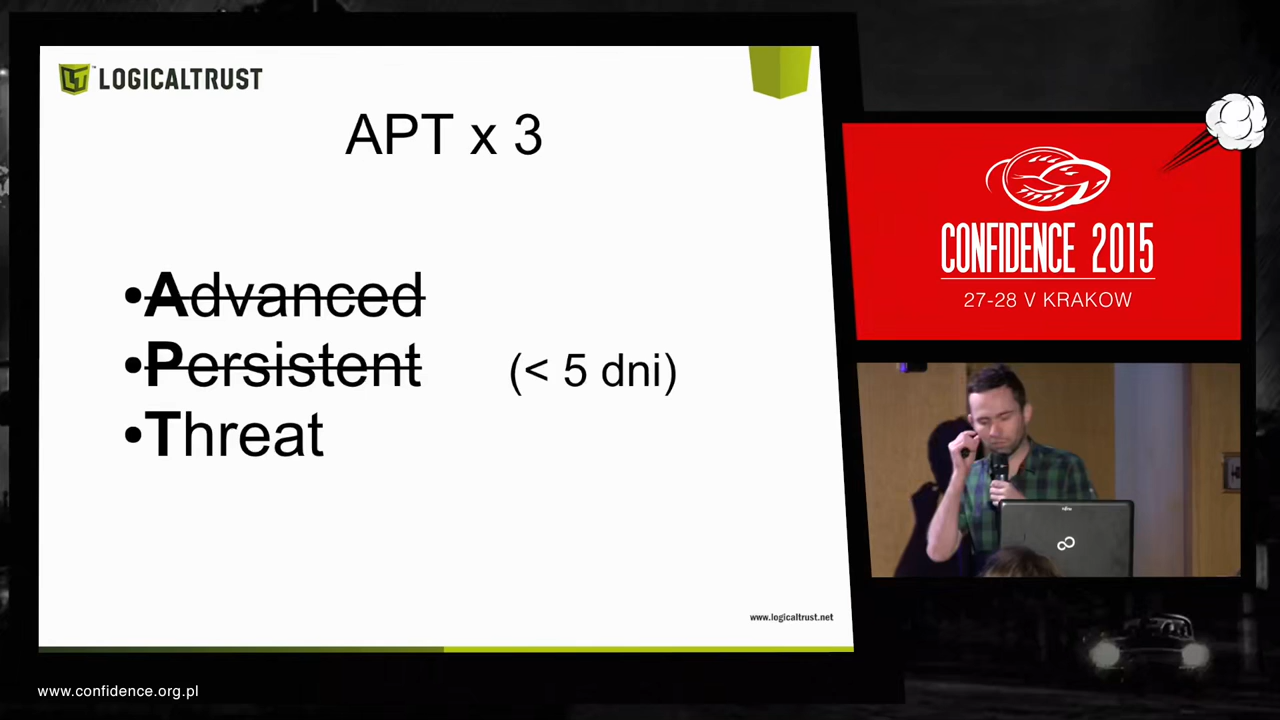 LOGICALTRUST
APT x 3
•Advanced
•Persistent (< 5 dni)
•Threat
www.logicaltrust.net
CONFIDENCE 2015
27-28 V KRAKOW
www.confidence.org.pl